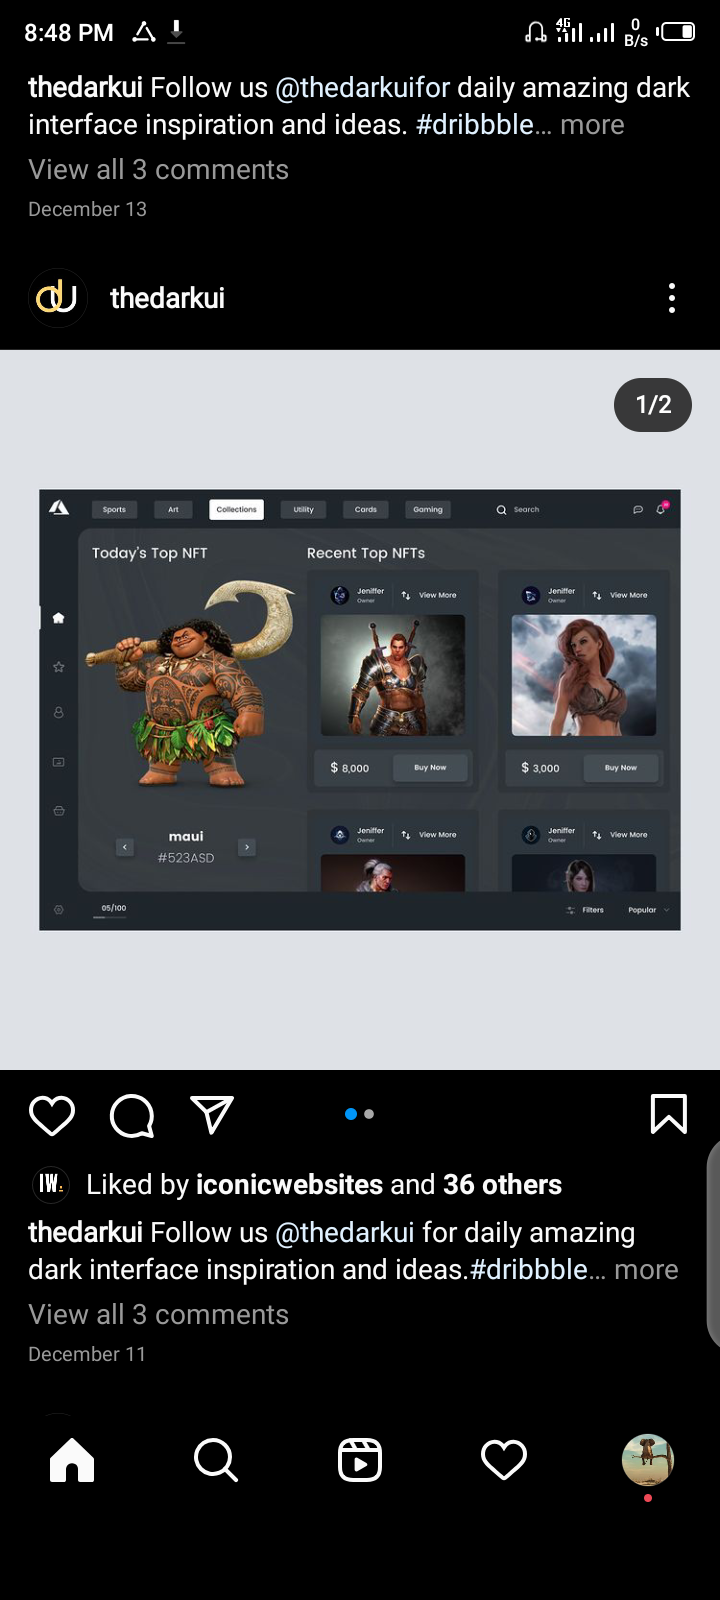 8:48 PM
4G
0
B/s
thedarkui Follow us @thedarkuifor daily amazing dark
interface inspiration and ideas. #dribbble... more
View all 3 comments
December 13
thedarkui
1/2
Sports Art Collections Utility Cards Gaming Search
Today's Top NFT
Recent Top NFTs
Jeniffer
Owner
View More
Jeniffer
Owner
View More
$ 8,000 Buy Now
$ 3,000 Buy Now
maui
#523ASD
Jeniffer
Owner
View More
Jeniffer
Owner
View More
05/100
Filters Popular
IW.
Liked by iconicwebsites and 36 others
thedarkui Follow us @thedarkui for daily amazing
dark interface inspiration and ideas.#dribbble... more
View all 3 comments
December 11